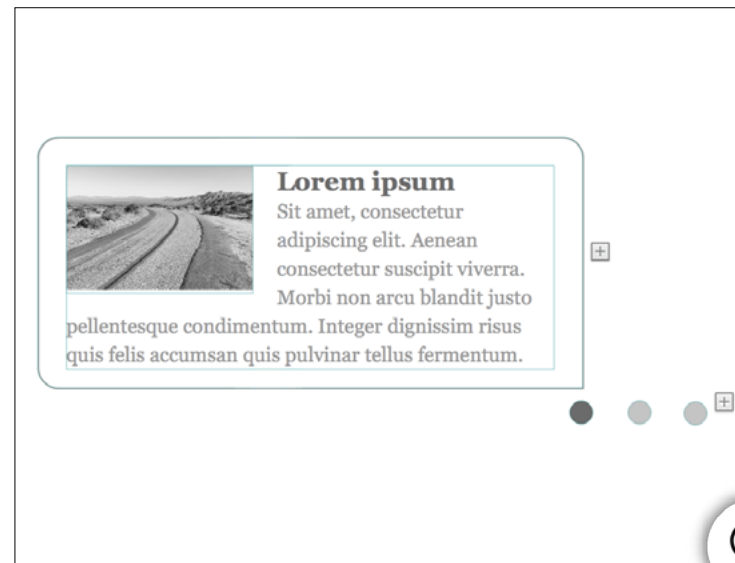 Lorem ipsum
Sit amet, consectetur
adipiscing elit. Aenean
consectetur suscipit viverra.
Morbi non arcu blandit justo
pellentesque condimentum. Integer dignissim risus
quis felis accumsan quis pulvinar tellus fermentum.